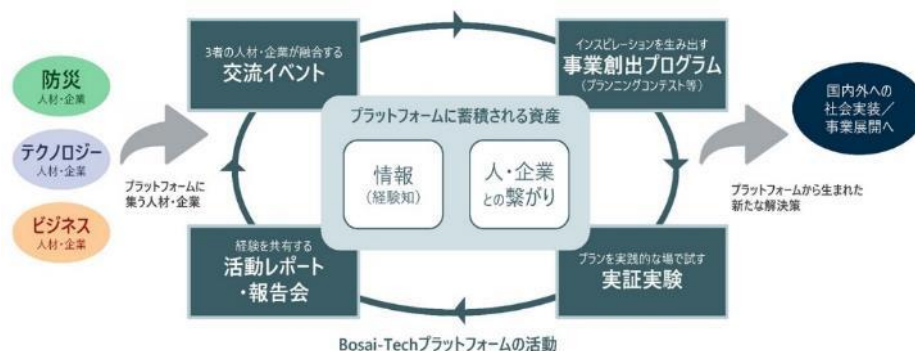 防災
人材・企業
テクノロジー
人材・企業
ビジネス
人材・企業
プラットフォームに
集う人材・企業
3者の人材・企業が融合する
交流イベント
インスピレーションを生み出す
事業創出プログラム
(プランニングコンテスト等)
プラットフォームに蓄積される資産
情報
(経験知)
人・企業
との繋がり
経験を共有する
活動レポート
・報告会
プランを実践的な場で試す
実証実験
国内外への
社会実装/
事業展開へ
プラットフォームから生まれた
新たな解決策
Bosai-Techプラットフォームの活動